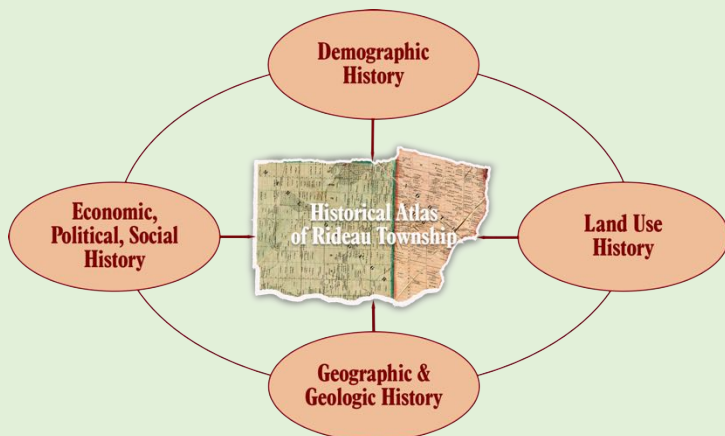 Demographic
History
Economic,
Political, Social
History
Historical Atlas
of Rideau Township
Land Use
History
Geographic &
Geologic History